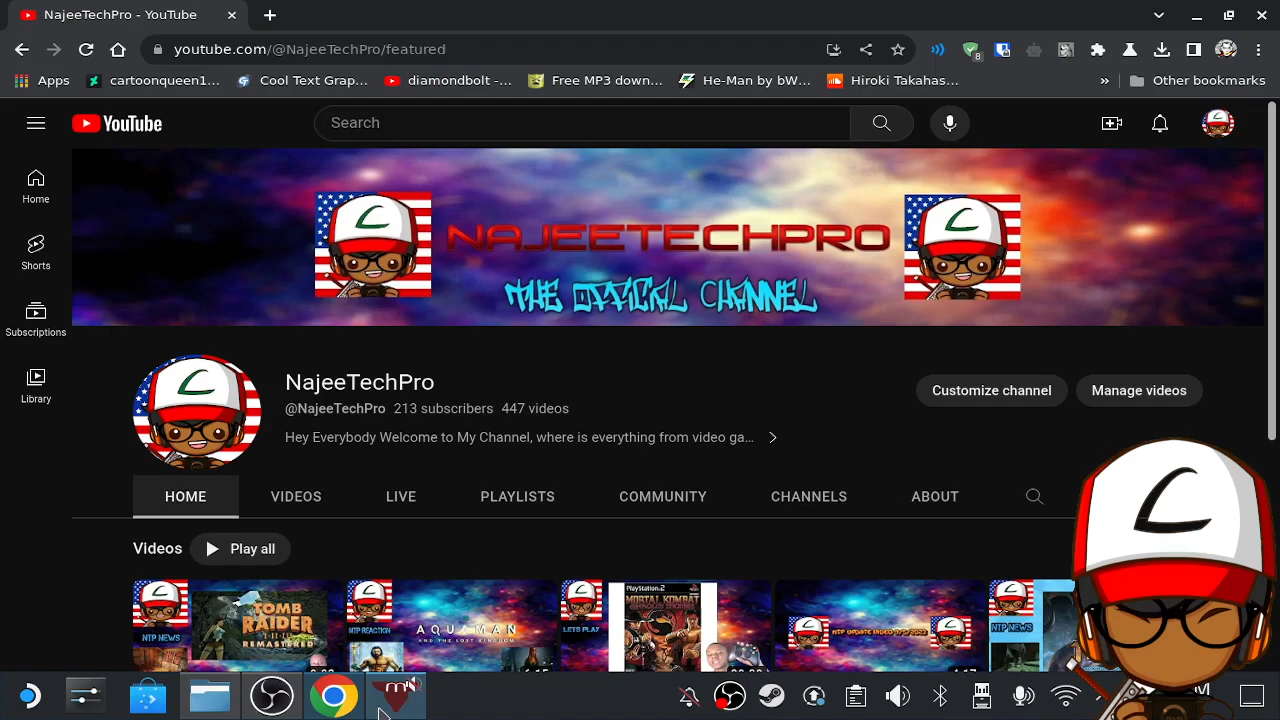 NajeeTechPro - YouTube
youtube.com/@NajeeTechPro/featured
8
Apps
cartoonqueen1...
Cool Text Grap...
diamondbolt -...
Free MP3 down...
He-Man by bW...
Hiroki Takahas...
»
Other bookmarks
YouTube
Search
Home
Shorts
Subscriptions
Library
NAJEETECHPRO
THE OFFICIAL CHANNEL
NajeeTechPro
@NajeeTechPro 213 subscribers 447 videos
Hey Everybody Welcome to My Channel, where is everything from video ga...
Customize channel
Manage videos
HOME
VIDEOS
LIVE
PLAYLISTS
COMMUNITY
CHANNELS
ABOUT
Videos
Play all
NTP NEWS
TOMB RAIDER
I·II·III
REMASTERED
NTP REACTION
AQUAMAN
AND THE LOST KINGDOM
LETS PLAY
PlayStation.2
MORTAL KOMBAT
NTP NEWS